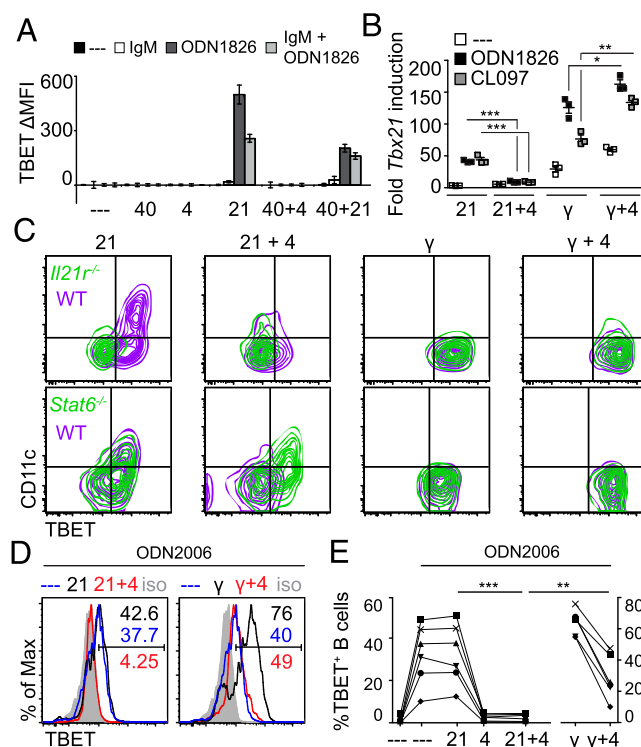 A
--- IgM ODN1826 IgM + ODN1826
TBET ΔMFI
600
300
0
--- 40 4 21 40+4 40+21
B
---
ODN1826
CL097
Fold Tbx21 induction
200
150
100
50
0
***
***
**
*
21 21+4 γ γ+4
C
21 21 + 4 γ γ + 4
Il21r-/-
WT
Stat6-/-
WT
CD11c
TBET
D
ODN2006
--- 21 21+4 iso
--- γ γ+4 iso
42.6
37.7
4.25
76
40
49
% of Max
TBET
E
ODN2006
*** **
%TBET+ B cells
60
40
20
0
80
60
40
20
0
--- --- 21 4 21+4 γ γ+4